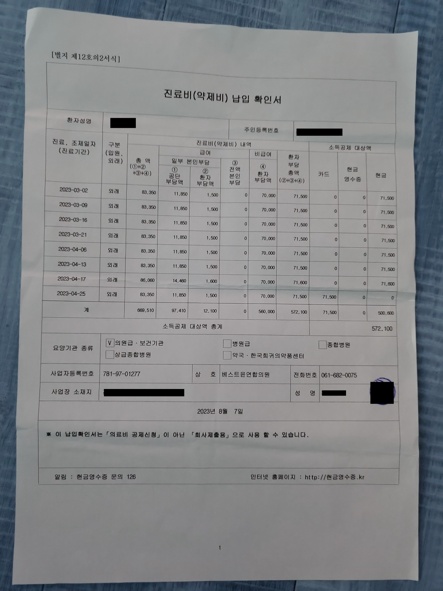 [별지 제12호의2서식]
진료비(약제비) 납입 확인서
환자성명 주민등록번호
진료, 조제일자 (진료기간) 구분 (입원, 외래) 진료비(약제비) 내역 소득공제 대상액
총 액 (①+②+③+④) 급여 비급여 환자 부담 총액 (②+③+④) 카드 현금 영수증 현금
일부 본인부담 ③ 전액 본인 부담 ④ 환자 부담액
① 공단 부담액 ② 환자 부담액
2023-03-02 외래 83,350 11,850 1,500 0 70,000 71,500 0 0 71,500
2023-03-09 외래 83,350 11,850 1,500 0 70,000 71,500 0 0 71,500
2023-03-16 외래 83,350 11,850 1,500 0 70,000 71,500 0 0 71,500
2023-03-21 외래 83,350 11,850 1,500 0 70,000 71,500 0 0 71,500
2023-04-06 외래 83,350 11,850 1,500 0 70,000 71,500 0 0 71,500
2023-04-13 외래 83,350 11,850 1,500 0 70,000 71,500 0 0 71,500
2023-04-17 외래 86,060 14,460 1,600 0 70,000 71,600 0 0 71,600
2023-04-25 외래 83,350 11,850 1,500 0 70,000 71,500 71,500 0 0
계 97,410 12,100 0 560,000 572,100 71,500 0 500,600
소득공제 대상액 총계 572,100
요양기관 종류 [V]의원급ㆍ보건기관 [ ]병원급 [ ]종합병원
[ ]상급종합병원 [ ]약국ㆍ한국희귀의약품센터
사업자등록번호 781-97-01277 상 호 전화번호 061-682-0075
사업장 소재지 성 명
2023년 8월 7일
※ 이 납입확인서는「의료비 공제신청」이 아닌 「회사제출용」으로 사용 할 수 있습니다.
알림 : 현금영수증 문의 126 인터넷 홈페이지 : http://현금영수증.kr
1